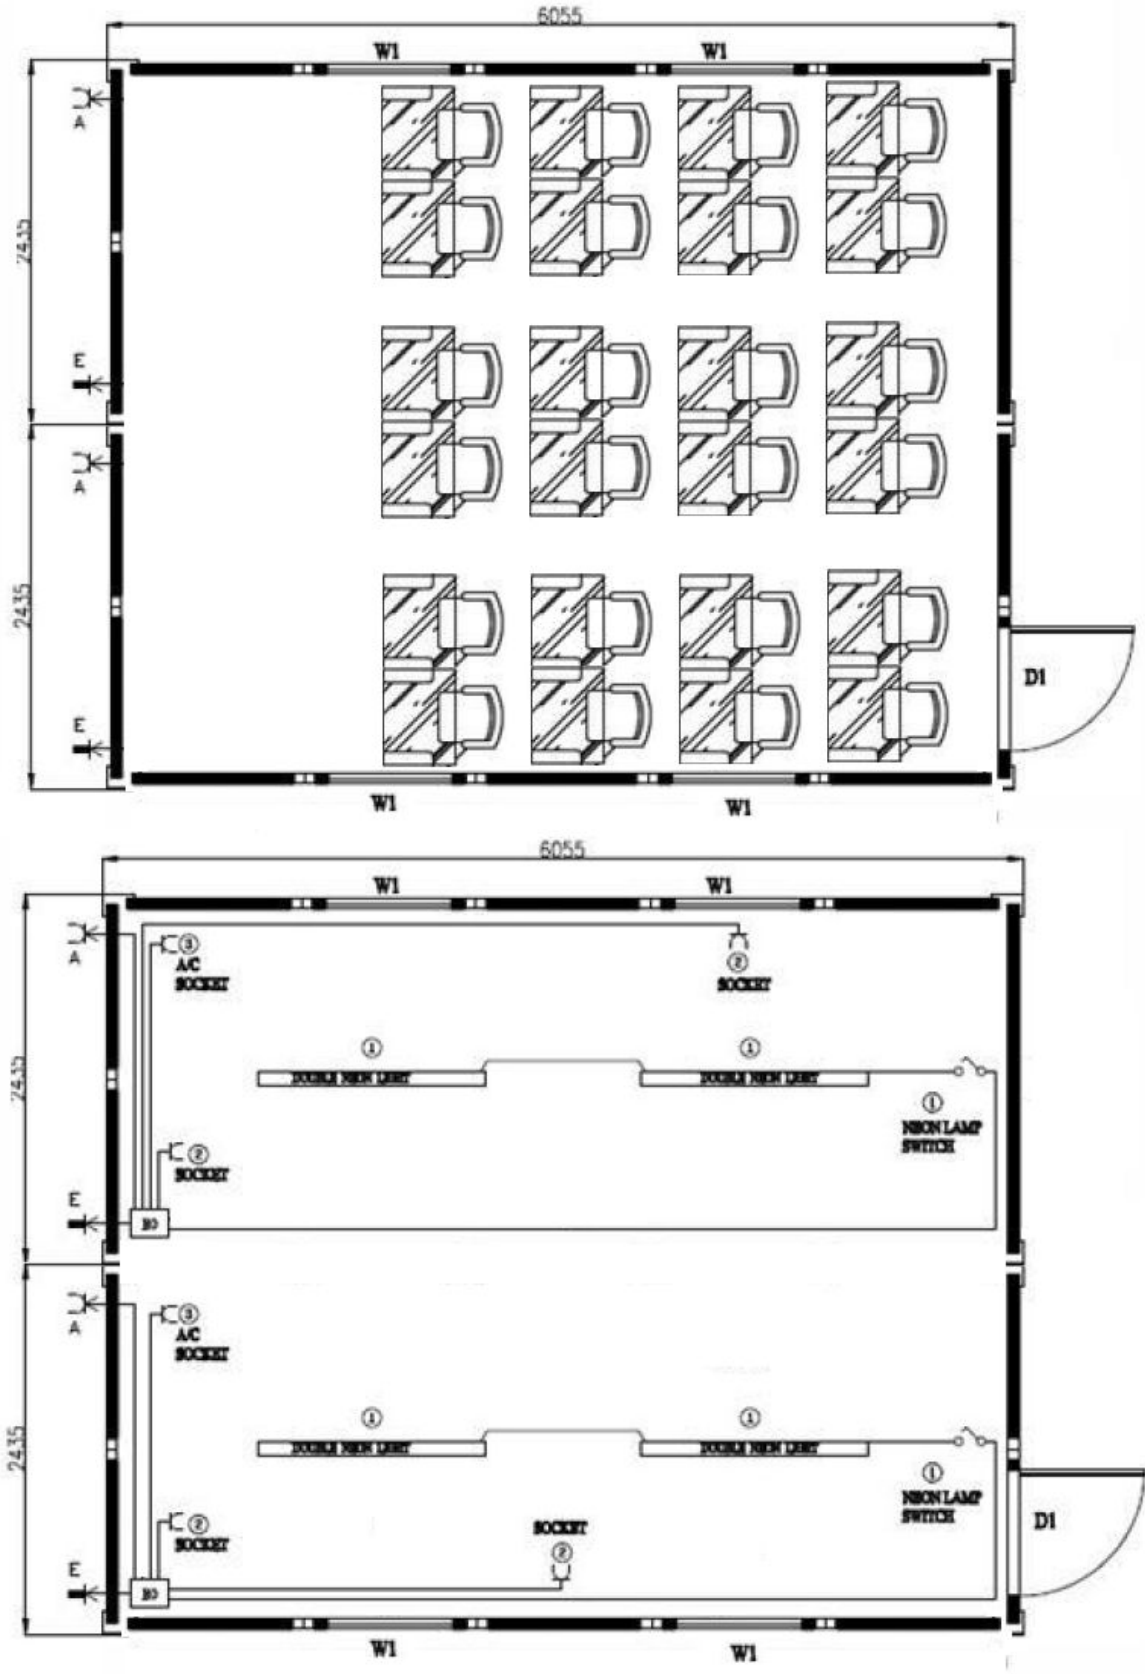 6055
W1 W1
A
2435
E
A
2435
E
D1
W1 W1
6055
W1 W1
A
3
A/C
SOCKET
2
SOCKET
1 1
DOUBLE NEON LIGHT DOUBLE NEON LIGHT
2435
1
NEON LAMP
SWITCH
2
SOCKET
E
A
3
A/C
SOCKET
1 1
DOUBLE NEON LIGHT DOUBLE NEON LIGHT
2435
1
NEON LAMP
SWITCH
2
SOCKET
SOCKET
2
D1
E
W1 W1